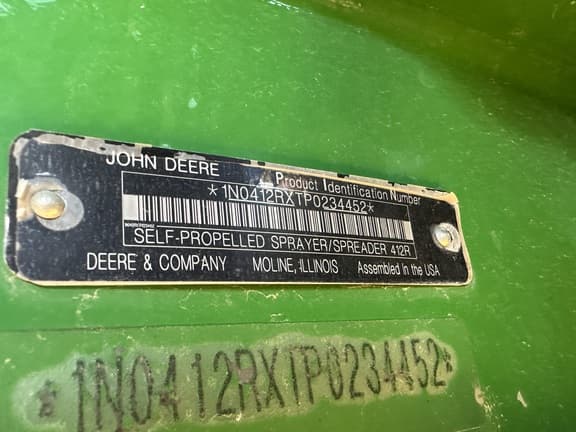 JOHN DEERE
Product Identification Number
*1N0412RXTP0234452*
SELF-PROPELLED SPRAYER/SPREADER 412R
DEERE & COMPANY MOLINE, ILLINOIS Assembled in the USA
*1N0412RXTP0234452*